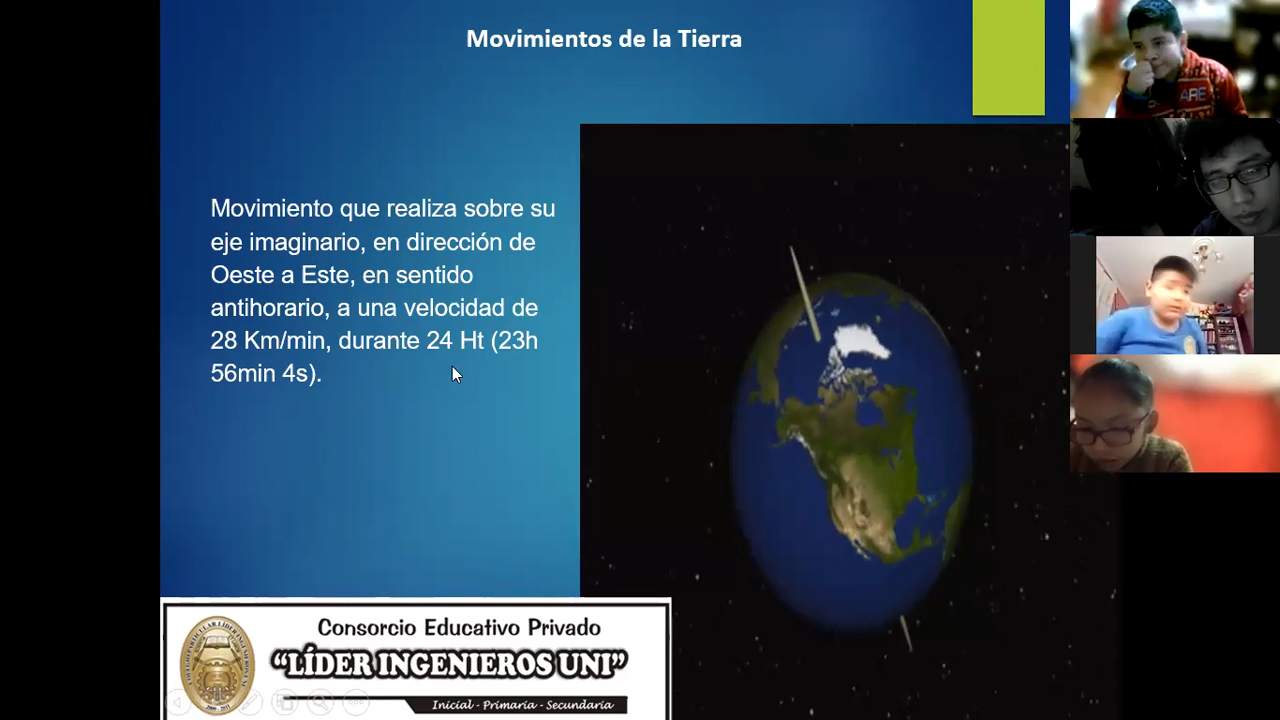 Movimientos de la Tierra
Movimiento que realiza sobre su
eje imaginario, en dirección de
Oeste a Este, en sentido
antihorario, a una velocidad de
28 Km/min, durante 24 Ht (23h
56min 4s).
Consorcio Educativo Privado
"LÍDER INGENIEROS UNI"
Inicial - Primaria - Secundaria
ARE